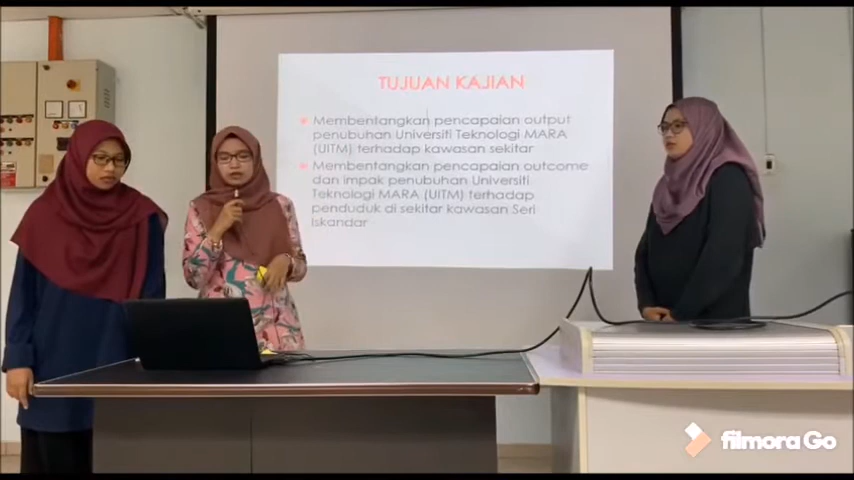 TUJUAN KAJIAN
Membentangkan pencapaian output
penubuhan Universiti Teknologi MARA
(UITM) terhadap kawasan sekitar
Membentangkan pencapaian outcome
dan impak penubuhan Universiti
Teknologi MARA (UITM) terhadap
penduduk di sekitar kawasan Seri
Iskandar
filmora Go